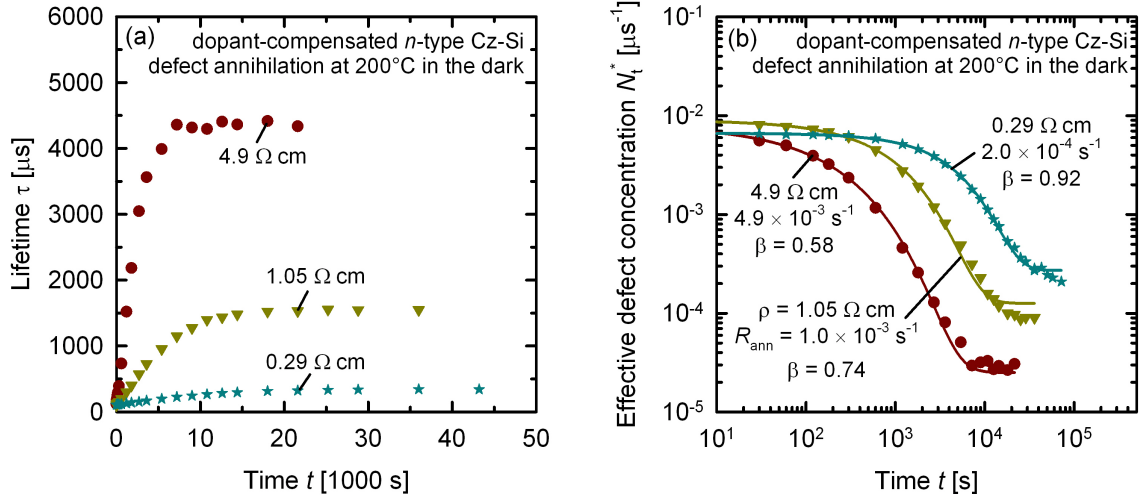 (a)
dopant-compensated n-type Cz-Si
defect annihilation at 200°C in the dark
6000
5000
4000
3000
2000
1000
0
Lifetime τ [µs]
4.9 Ω cm
1.05 Ω cm
0.29 Ω cm
0
10
20
30
40
50
Time t [1000 s]
(b)
dopant-compensated n-type Cz-Si
defect annihilation at 200°C in the dark
10⁻¹
10⁻²
10⁻³
10⁻⁴
10⁻⁵
Effective defect concentration Nₜ* [µs⁻¹]
0.29 Ω cm
2.0 × 10⁻⁴ s⁻¹
β = 0.92
4.9 Ω cm
4.9 × 10⁻³ s⁻¹
β = 0.58
ρ = 1.05 Ω cm
Rann = 1.0 × 10⁻³ s⁻¹
β = 0.74
10¹
10²
10³
10⁴
10⁵
Time t [s]